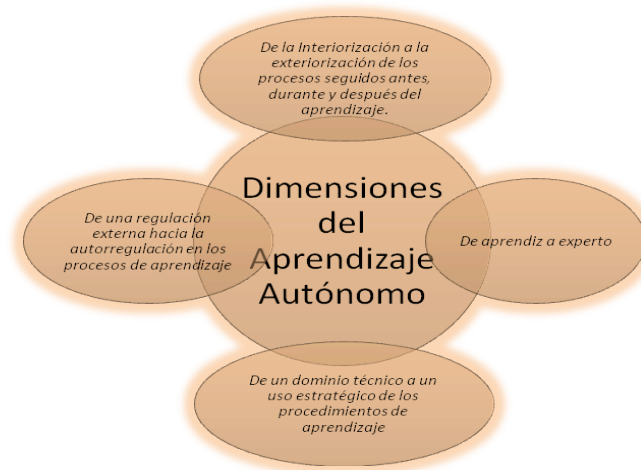 De la Interiorización a la
exteriorización de los
procesos seguidos antes,
durante y después del
aprendizaje.
Dimensiones
del
Aprendizaje
Autónomo
De una regulación
externa hacia la
autorregulación en los
procesos de aprendizaje
De aprendiz a experto
De un dominio técnico a un
uso estratégico de los
procedimientos de
aprendizaje